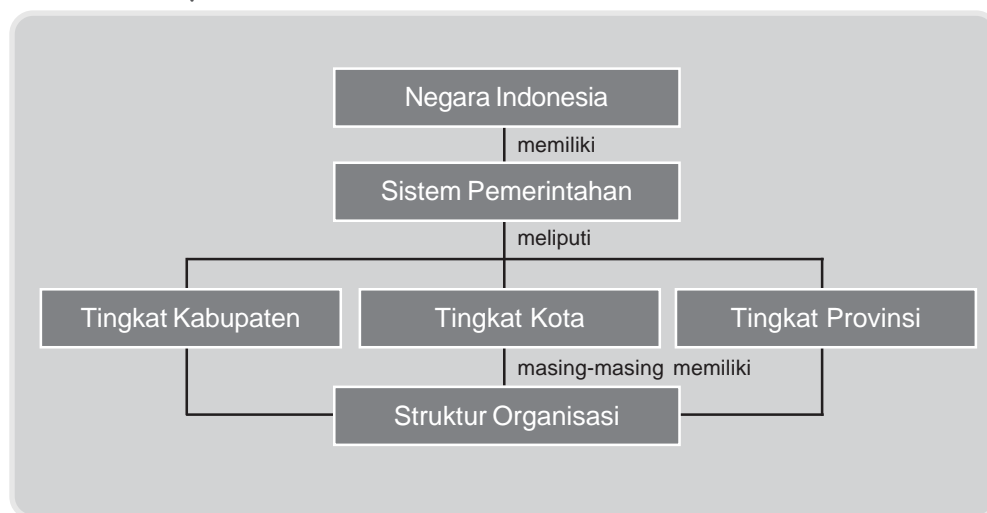 Negara Indonesia
memiliki
Sistem Pemerintahan
meliputi
Tingkat Kabupaten
Tingkat Kota
Tingkat Provinsi
masing-masing memiliki
Struktur Organisasi